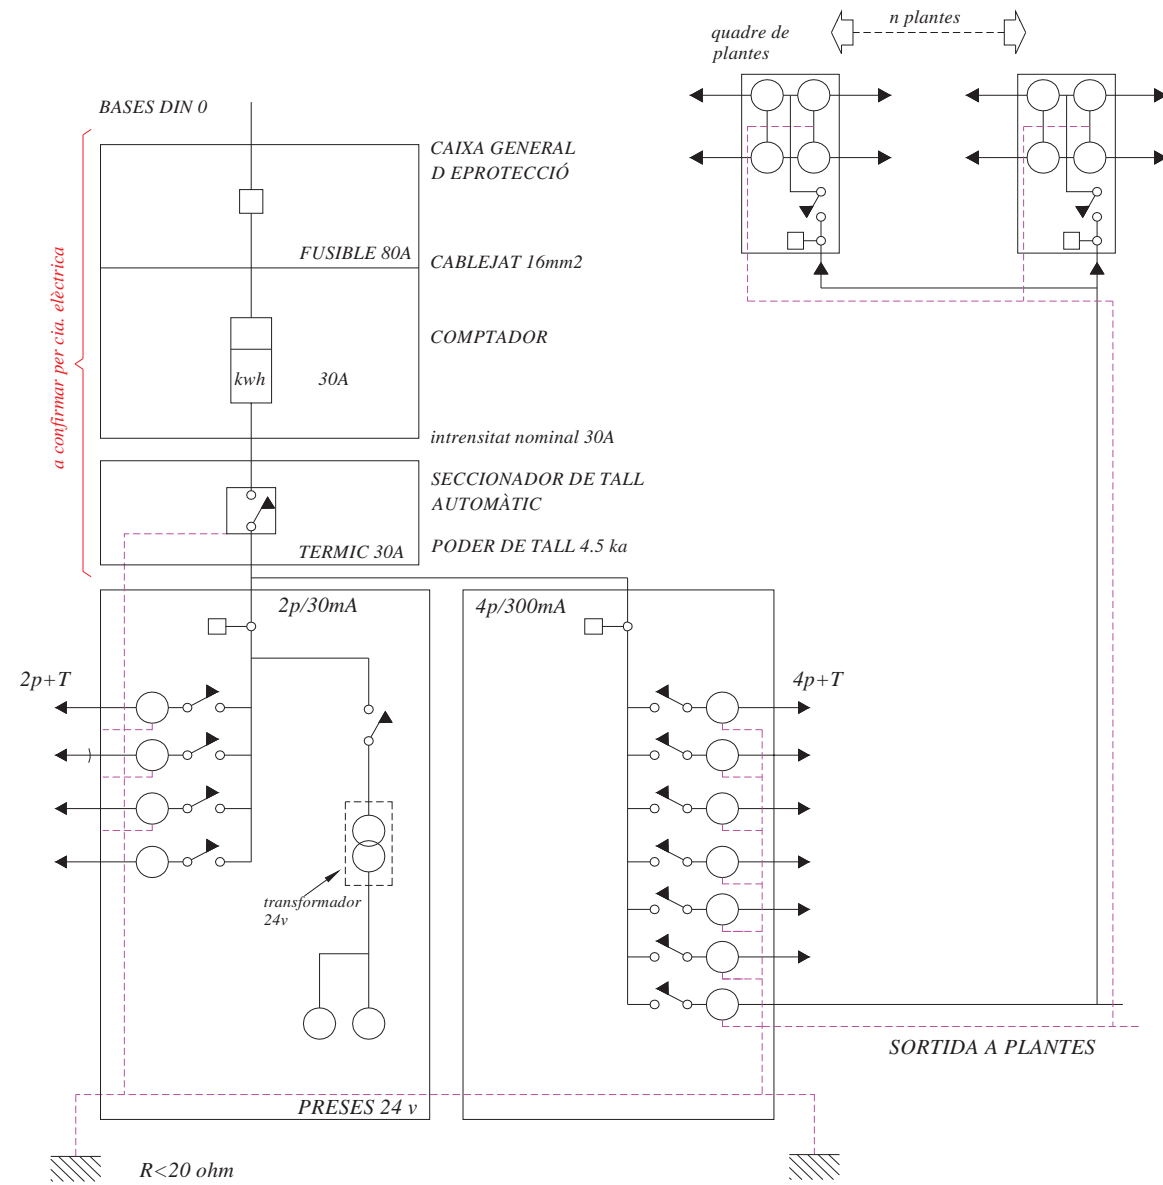 n plantes
quadre de
plantes
BASES DIN 0
CAIXA GENERAL
D EPROTECCIÓ
FUSIBLE 80A
CABLEJAT 16mm2
a confirmar per cia. elèctrica
COMPTADOR
kwh
30A
intrensitat nominal 30A
SECCIONADOR DE TALL
AUTOMÀTIC
TERMIC 30A
PODER DE TALL 4.5 ka
2p/30mA
4p/300mA
2p+T
4p+T
transformador
24v
SORTIDA A PLANTES
PRESES 24 v
R<20 ohm